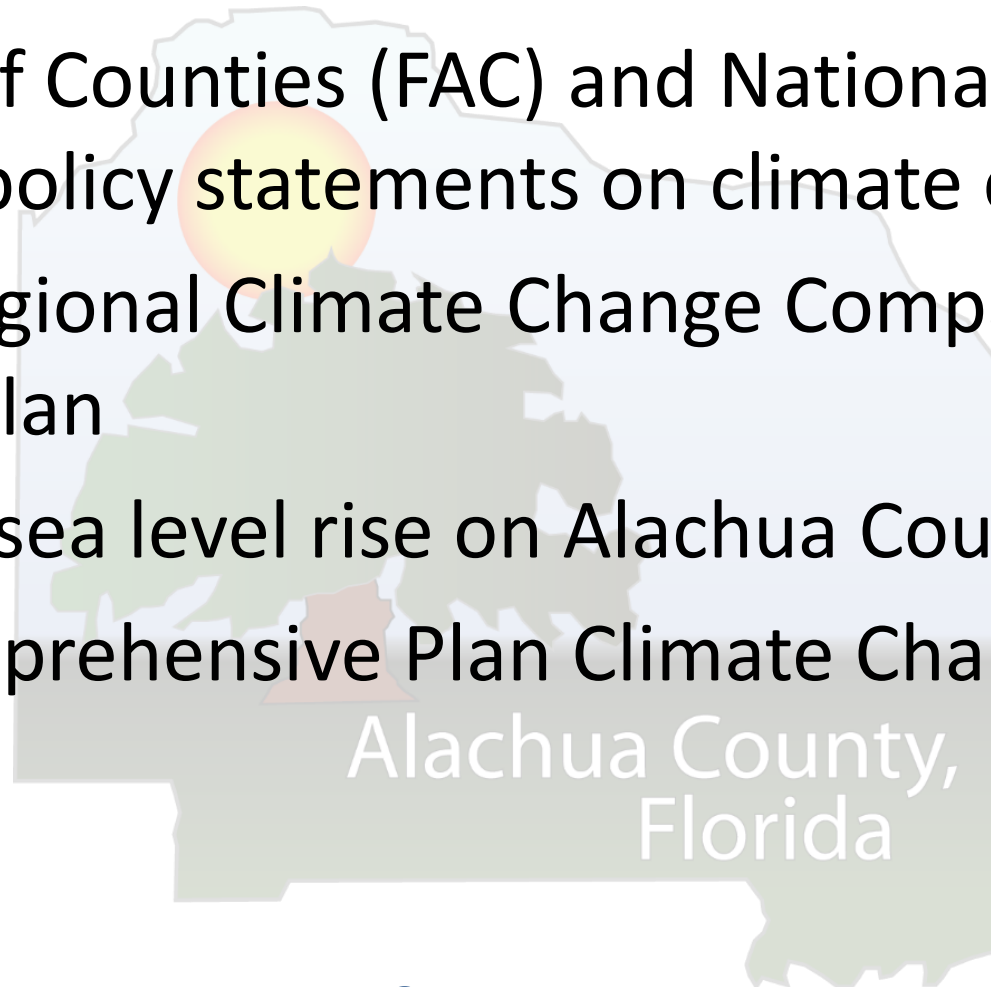 f Counties (FAC) and Nationa
policy statements on climate
gional Climate Change Comp
lan
sea level rise on Alachua Cou
prehensive Plan Climate Cha
Alachua County,
Florida